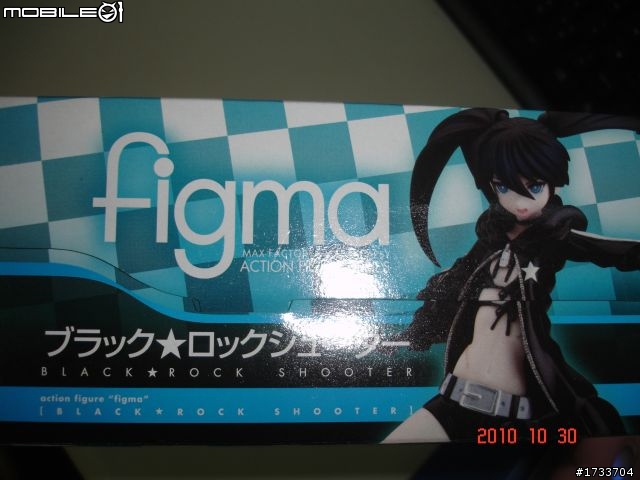 MOBILE01
figma
MAX FACTORY
ACTION
ブラック★ロックシューター
BLACK★ROCK SHOOTER
action figure "figma"
[BLACK★ROCK SHOOTER]
2010 10 30
#1733704